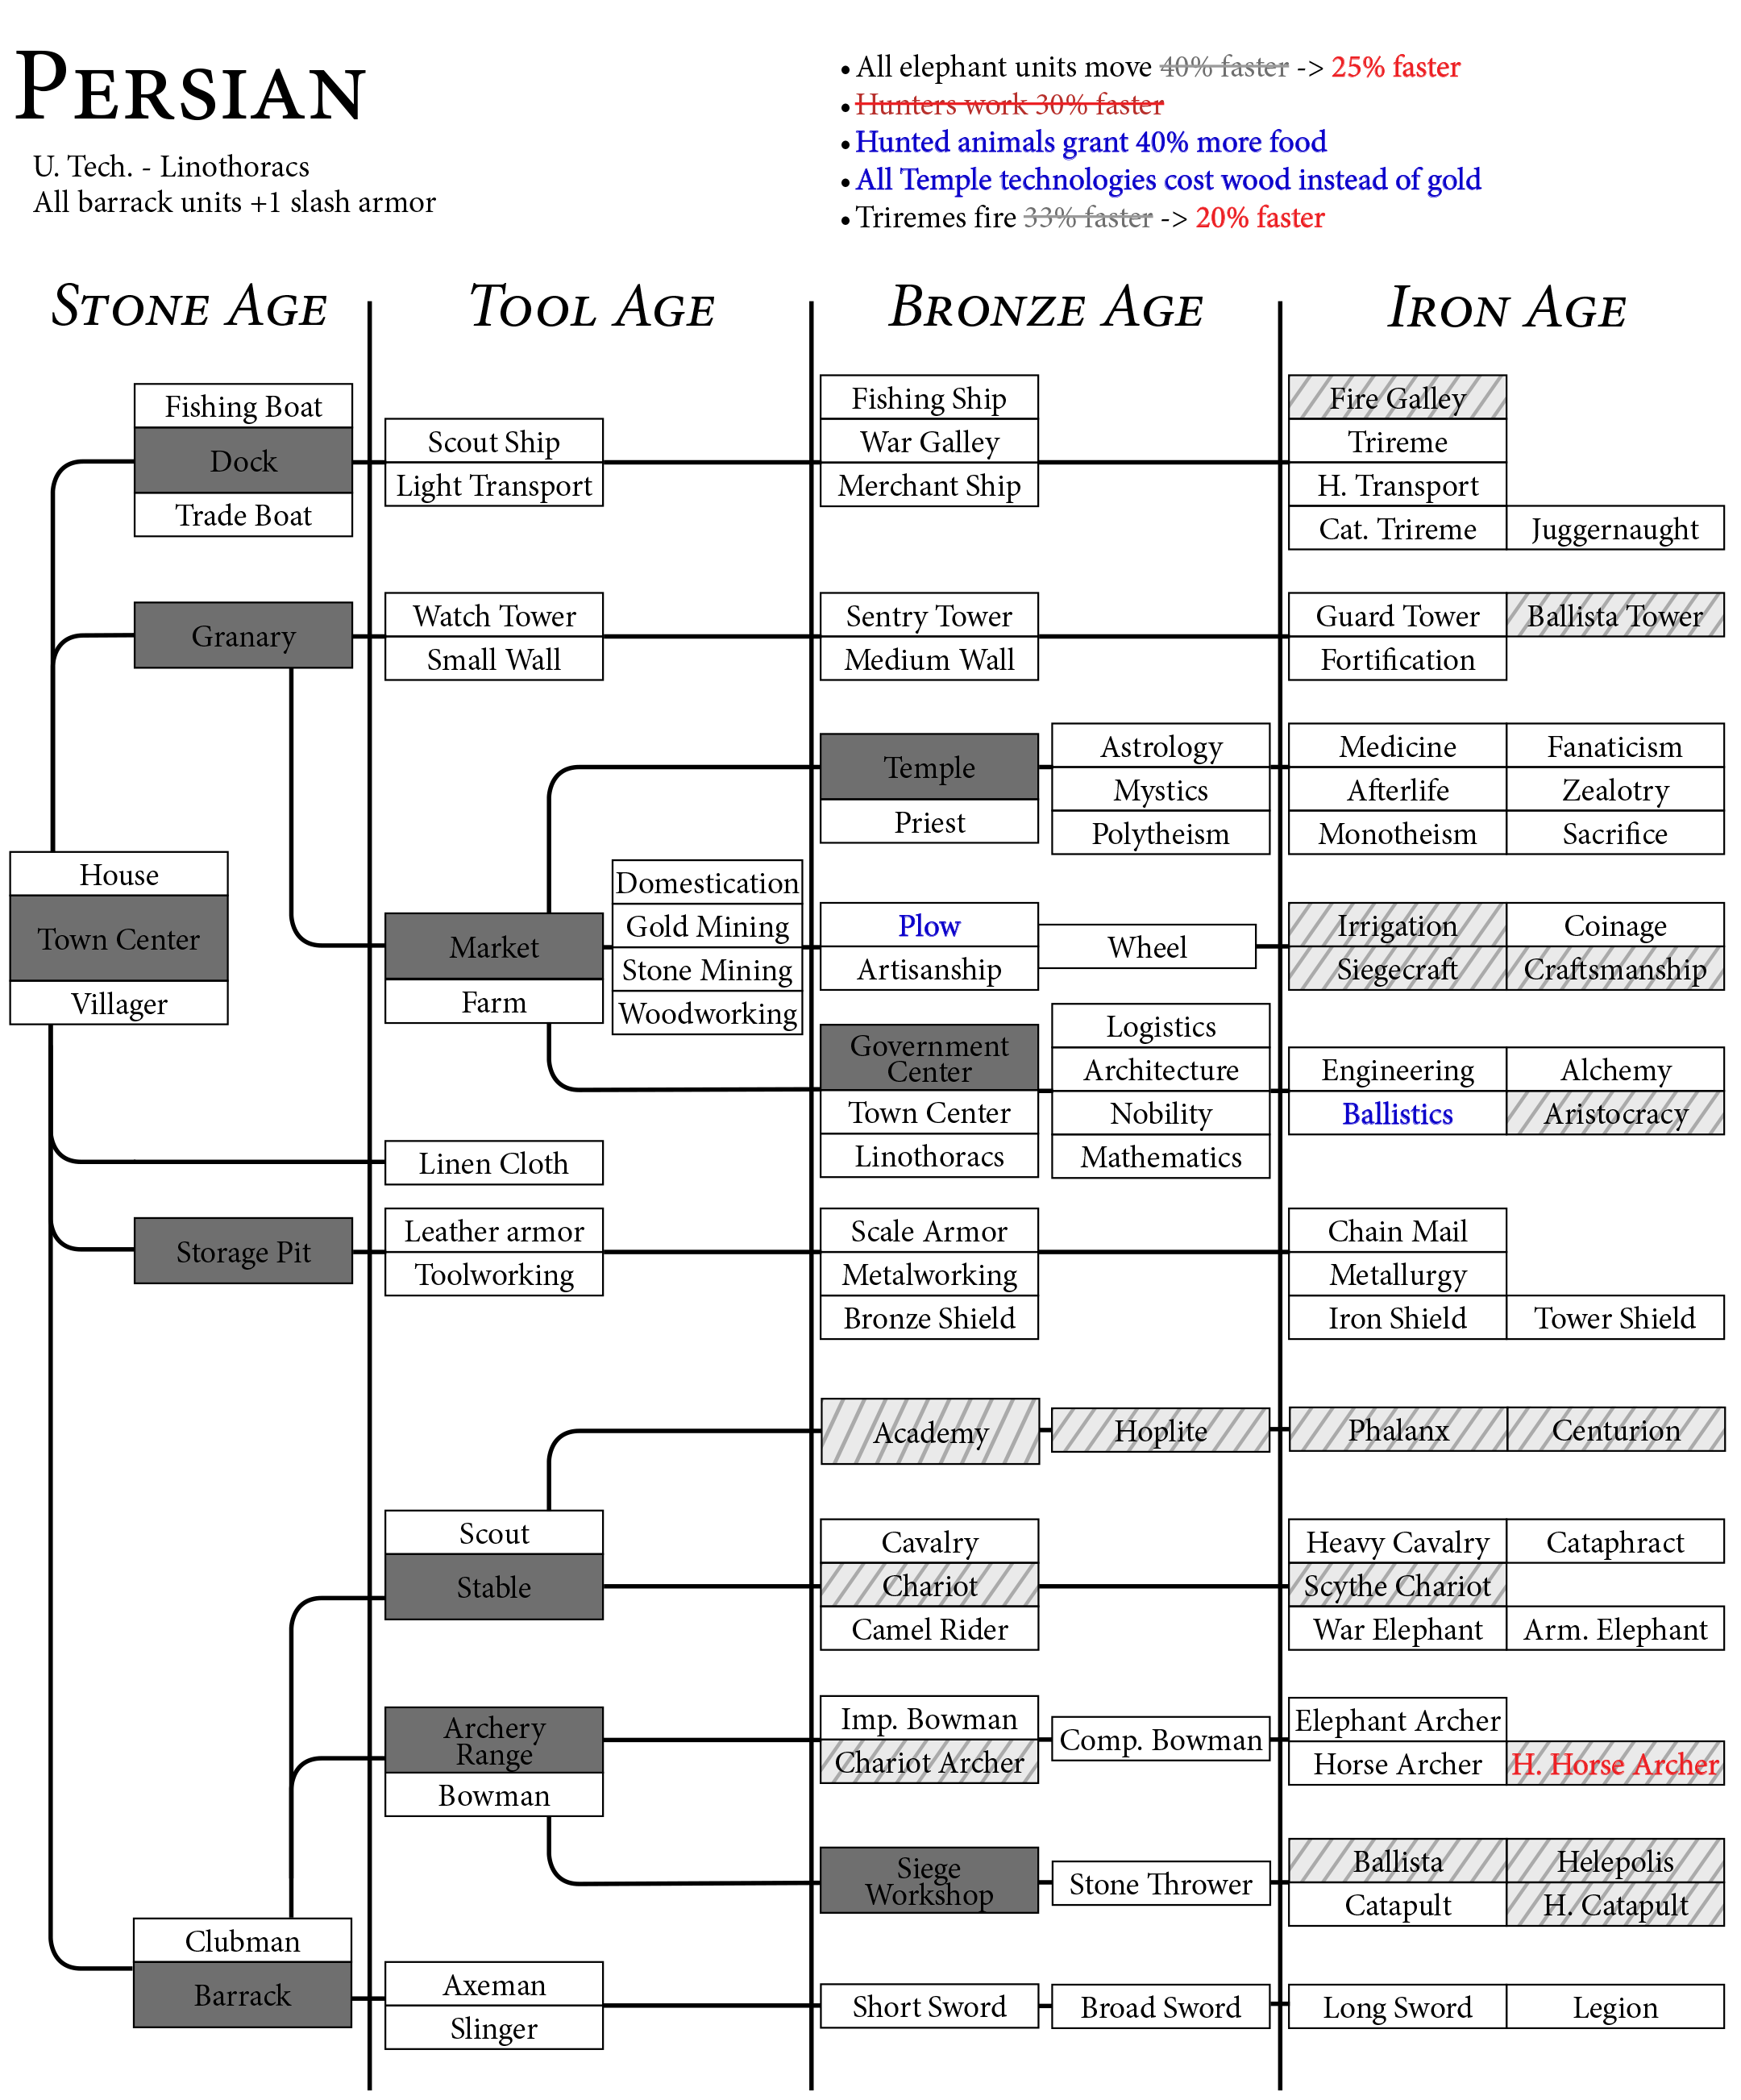 PERSIAN
U. Tech. - Linothoracs
All barrack units +1 slash armor
• All elephant units move 40% faster -> 25% faster
• Hunters work 30% faster
• Hunted animals grant 40% more food
• All Temple technologies cost wood instead of gold
• Triremes fire 33% faster -> 20% faster
STONE AGE
TOOL AGE
BRONZE AGE
IRON AGE
Fishing Boat
Dock
Trade Boat
Scout Ship
Light Transport
Fishing Ship
War Galley
Merchant Ship
Fire Galley
Trireme
H. Transport
Cat. Trireme
Juggernaught
Granary
Watch Tower
Small Wall
Sentry Tower
Medium Wall
Guard Tower
Ballista Tower
Fortification
Temple
Priest
Astrology
Mystics
Polytheism
Medicine
Fanaticism
Afterlife
Zealotry
Monotheism
Sacrifice
House
Town Center
Villager
Market
Farm
Domestication
Gold Mining
Stone Mining
Woodworking
Plow
Artisanship
Wheel
Irrigation
Coinage
Siegecraft
Craftsmanship
Government
Center
Town Center
Linothoracs
Logistics
Architecture
Nobility
Mathematics
Engineering
Alchemy
Ballistics
Aristocracy
Linen Cloth
Storage Pit
Leather armor
Toolworking
Scale Armor
Metalworking
Bronze Shield
Chain Mail
Metallurgy
Iron Shield
Tower Shield
Academy
Hoplite
Phalanx
Centurion
Scout
Stable
Cavalry
Chariot
Camel Rider
Heavy Cavalry
Cataphract
Scythe Chariot
War Elephant
Arm. Elephant
Archery
Range
Bowman
Imp. Bowman
Chariot Archer
Comp. Bowman
Elephant Archer
Horse Archer
H. Horse Archer
Siege
Workshop
Stone Thrower
Ballista
Helepolis
Catapult
H. Catapult
Clubman
Barrack
Axeman
Slinger
Short Sword
Broad Sword
Long Sword
Legion